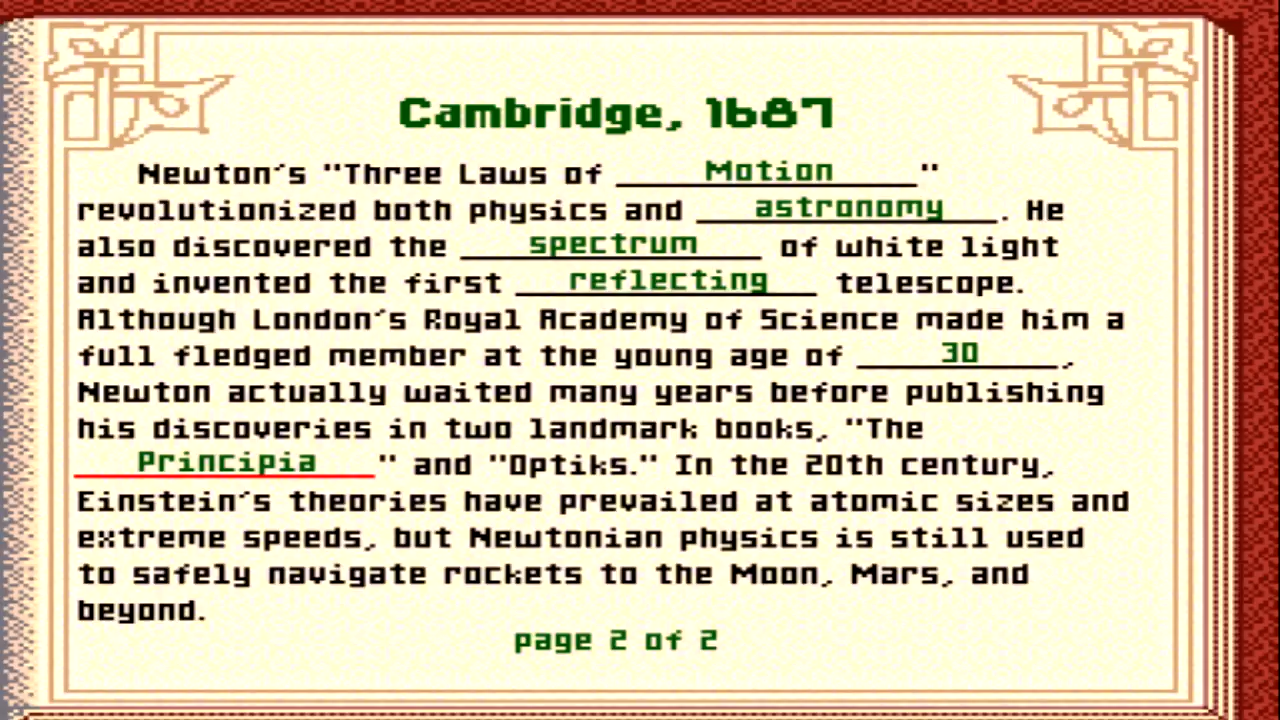 Cambridge, 1687
Newton's "Three Laws of Motion"
revolutionized both physics and astronomy. He
also discovered the spectrum of white light
and invented the first reflecting telescope.
Although London's Royal Academy of Science made him a
full fledged member at the young age of 30,
Newton actually waited many years before publishing
his discoveries in two landmark books, "The
Principia" and "Optiks." In the 20th century,
Einstein's theories have prevailed at atomic sizes and
extreme speeds, but Newtonian physics is still used
to safely navigate rockets to the Moon, Mars, and
beyond.
page 2 of 2